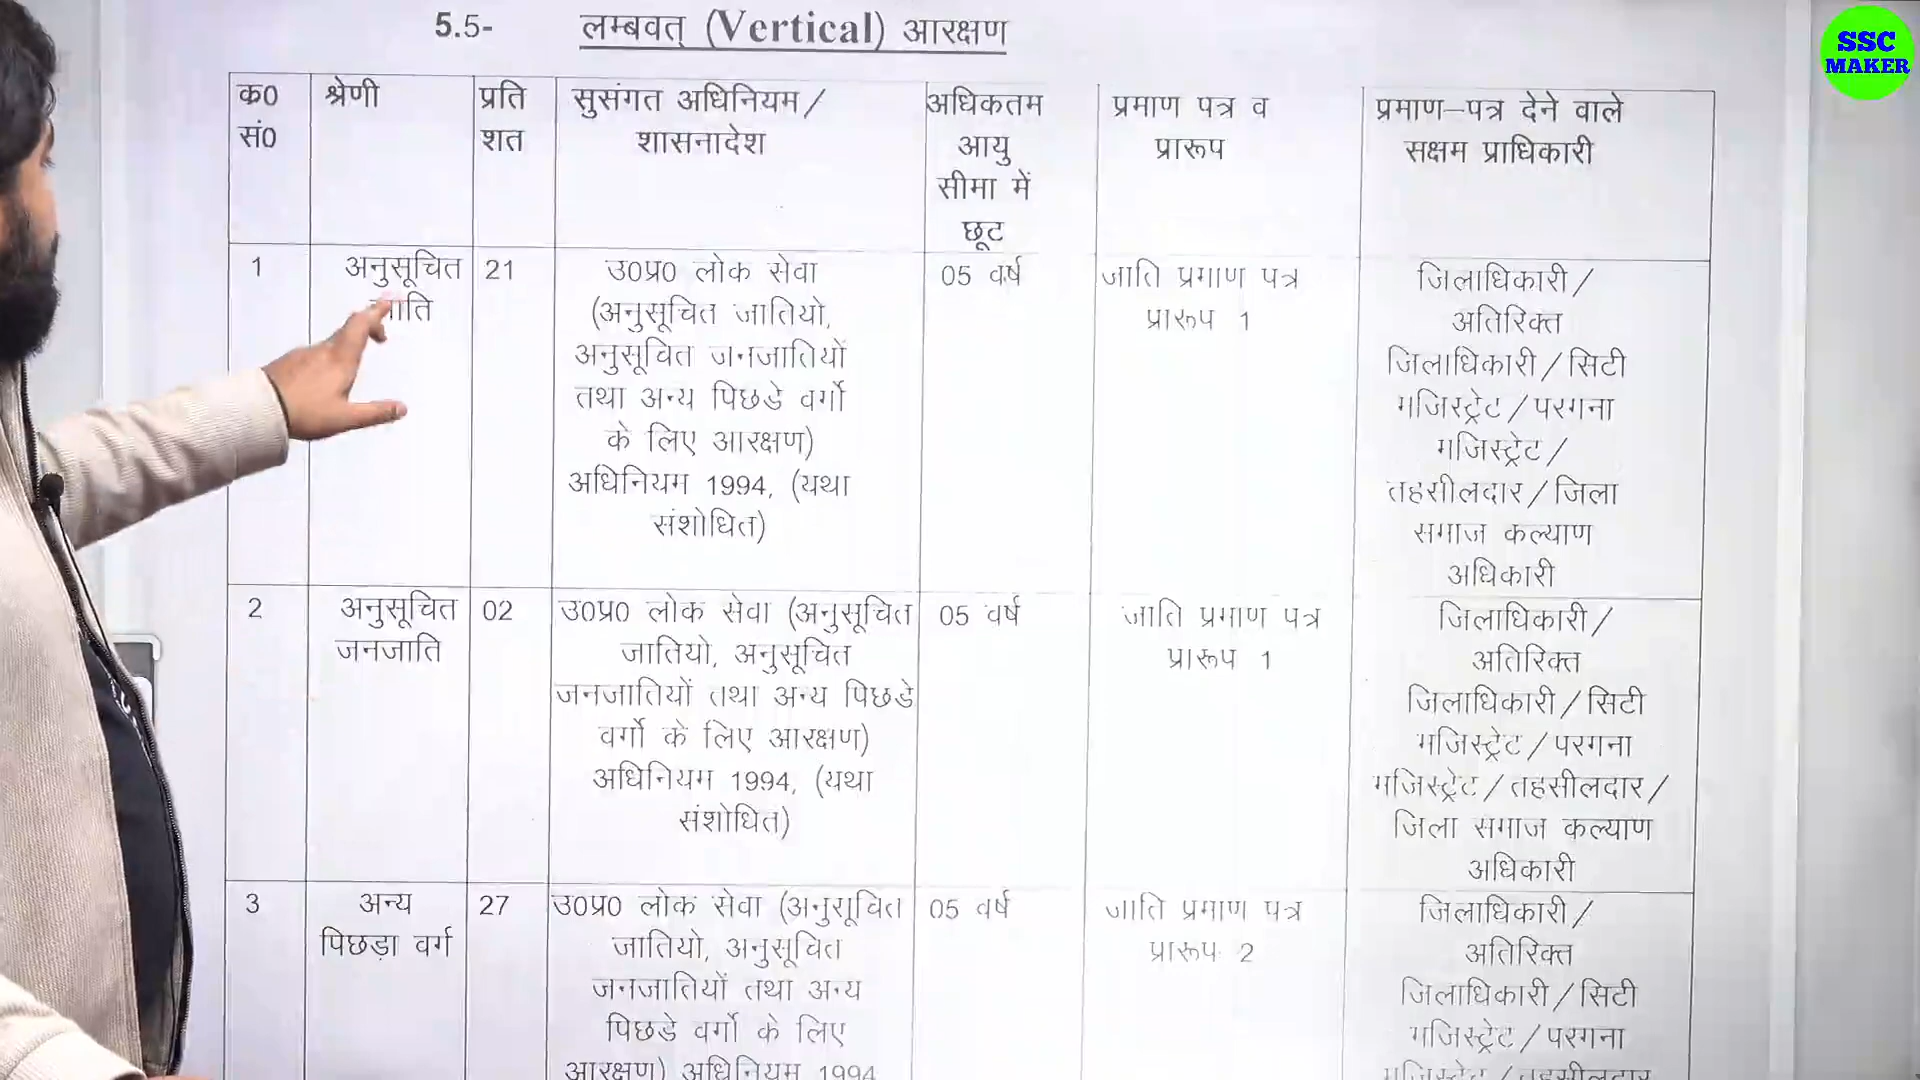 5.5- लम्बवत् (Vertical) आरक्षण
SSC
MAKER
क0
सं0
श्रेणी
प्रति
शत
सुसंगत अधिनियम/
शासनादेश
अधिकतम
आयु
सीमा में
छूट
प्रमाण पत्र व
प्रारूप
प्रमाण-पत्र देने वाले
सक्षम प्राधिकारी
1
अनुसूचित
जाति
21
उ0प्र0 लोक सेवा
(अनुसूचित जातियो,
अनुसूचित जनजातियों
तथा अन्य पिछडे वर्गो
के लिए आरक्षण)
अधिनियम 1994, (यथा
संशोधित)
05 वर्ष
जाति प्रमाण पत्र
प्रारूप 1
जिलाधिकारी/
अतिरिक्त
जिलाधिकारी/सिटी
मजिस्ट्रेट/परगना
मजिस्ट्रेट/
तहसीलदार/जिला
समाज कल्याण
अधिकारी
2
अनुसूचित
जनजाति
02
उ0प्र0 लोक सेवा (अनुसूचित
जातियो, अनुसूचित
जनजातियों तथा अन्य पिछडे
वर्गो के लिए आरक्षण)
अधिनियम 1994, (यथा
संशोधित)
05 वर्ष
जाति प्रमाण पत्र
प्रारूप 1
जिलाधिकारी/
अतिरिक्त
जिलाधिकारी/सिटी
मजिस्ट्रेट/परगना
मजिस्ट्रेट/तहसीलदार/
जिला समाज कल्याण
अधिकारी
3
अन्य
पिछड़ा वर्ग
27
उ0प्र0 लोक सेवा (अनुसूचित
जातियो, अनुसूचित
जनजातियों तथा अन्य
पिछडे वर्गो के लिए
आरक्षण) अधिनियम 1994
05 वर्ष
जाति प्रमाण पत्र
प्रारूप 2
जिलाधिकारी/
अतिरिक्त
जिलाधिकारी/सिटी
मजिस्ट्रेट/परगना
मजिस्ट्रेट/तहसीलदार